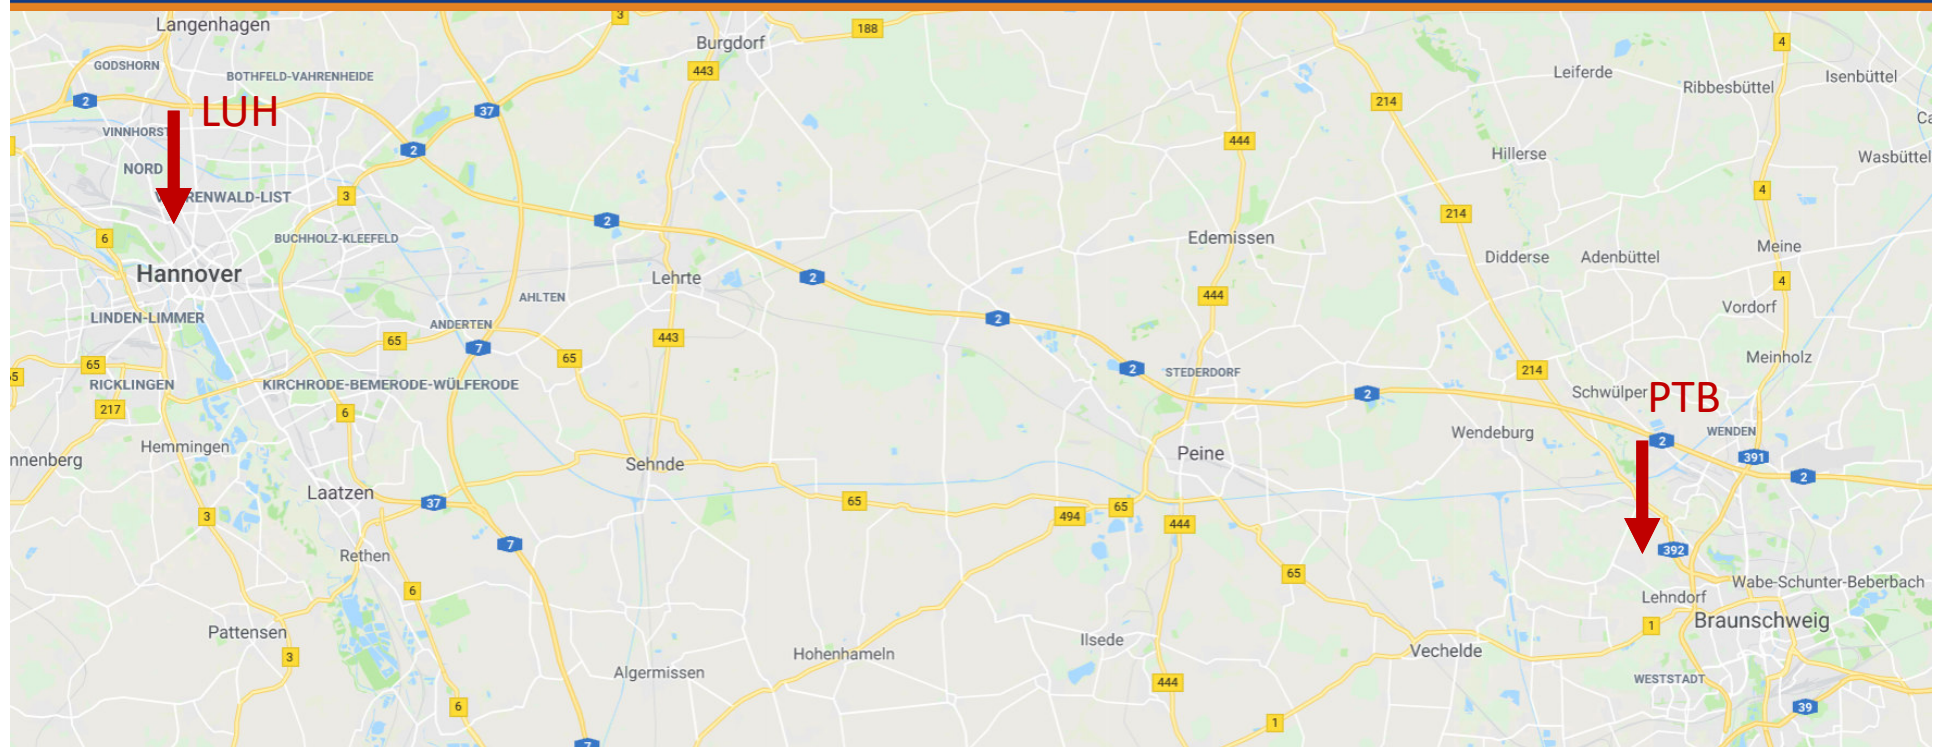 Langenhagen
3
188
Burgdorf
4
GODSHORN
BOTHFELD-VAHRENHEIDE
443
Leiferde
Ribbesbüttel
Isenbüttel
2
LUH
37
214
VINNHORST
2
444
Hillerse
Wasbüttel
NORD
3
RENWALD-LIST
4
2
214
6
BUCHHOLZ-KLEEFELD
Edemissen
Meine
Hannover
Lehrte
2
Didderse
Adenbüttel
4
AHLTEN
444
Vordorf
LINDEN-LIMMER
ANDERTEN
2
65
7
443
65
Meinholz
65
2
STEDERDORF
214
RICKLINGEN
KIRCHRODE-BEMERODE-WÜLFERODE
2
Schwülper
PTB
217
6
Hemmingen
Wendeburg
2
WENDEN
nnenberg
Sehnde
Peine
391
Laatzen
37
65
494
65
2
3
444
7
392
Rethen
65
6
Wabe-Schunter-Beberbach
Lehndorf
Pattensen
Ilsede
1
Braunschweig
3
Hohenhameln
Vechelde
Algermissen
444
WESTSTADT
6
1
39
7